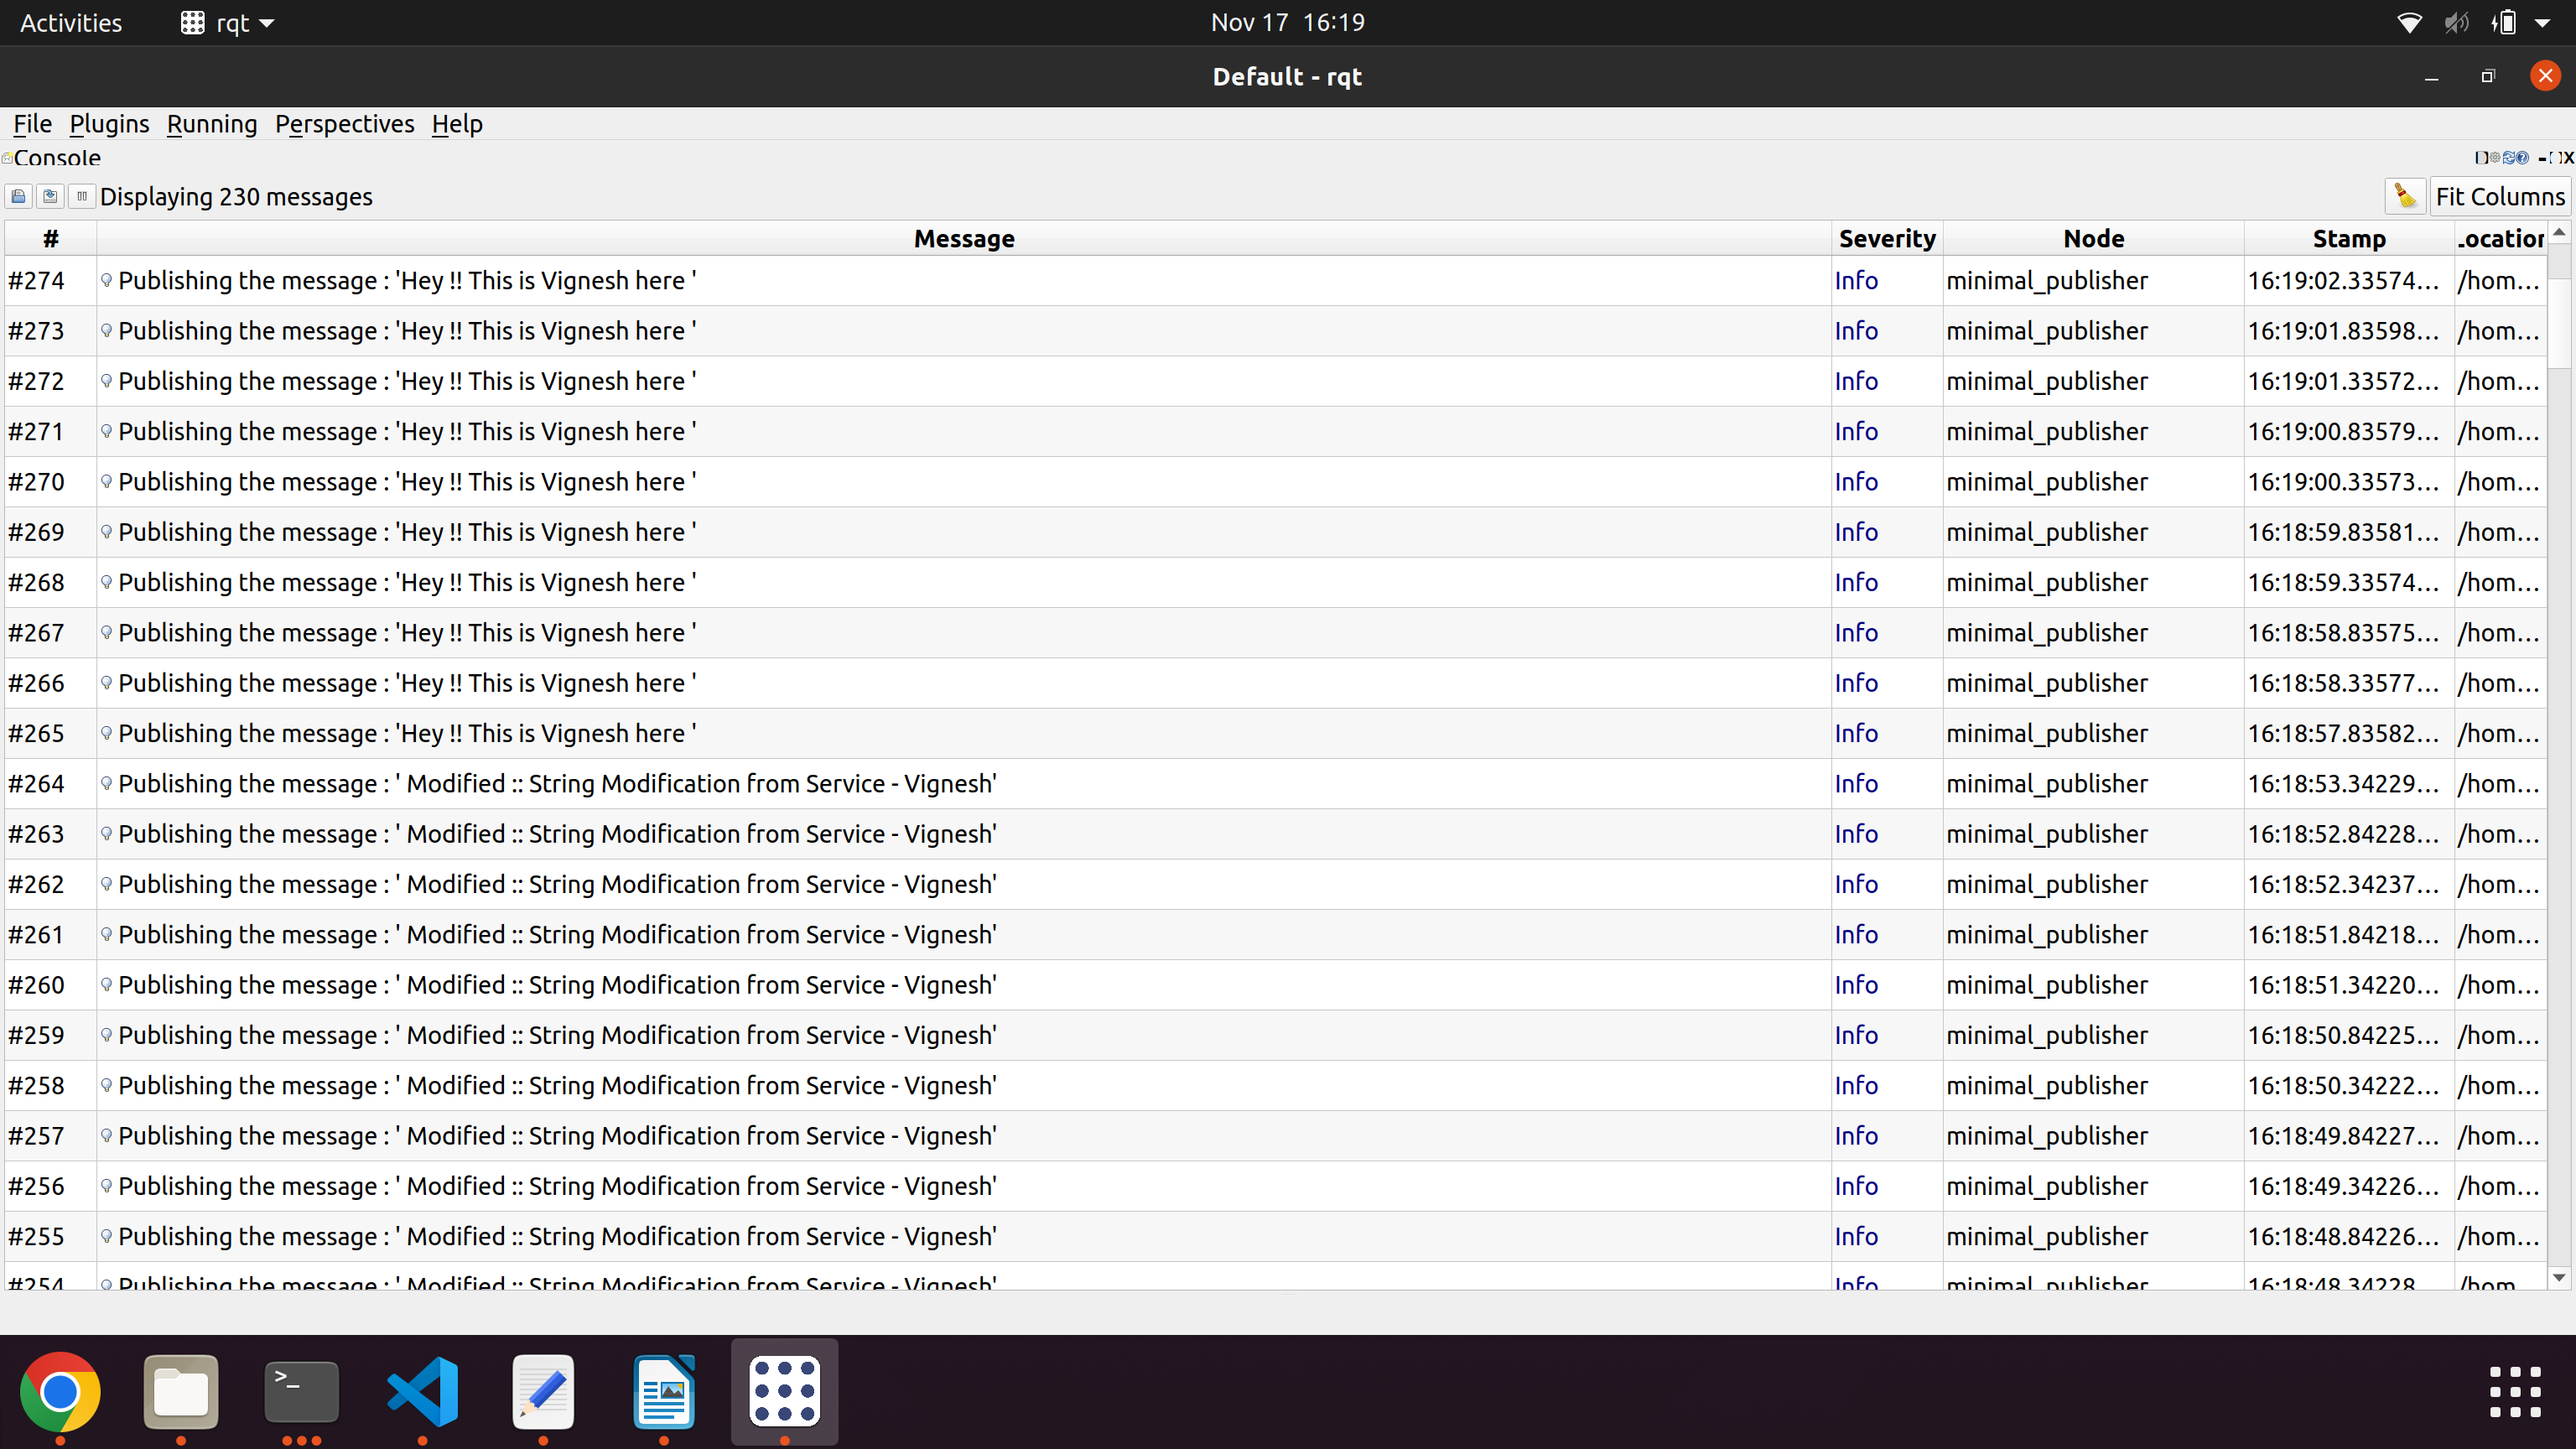 Activities rqt Nov 17 16:19
Default - rqt
File Plugins Running Perspectives Help
Console
Displaying 230 messages Fit Columns
# Message Severity Node Stamp Location
#274 Publishing the message : 'Hey !! This is Vignesh here ' Info minimal_publisher 16:19:02.33574... /hom...
#273 Publishing the message : 'Hey !! This is Vignesh here ' Info minimal_publisher 16:19:01.83598... /hom...
#272 Publishing the message : 'Hey !! This is Vignesh here ' Info minimal_publisher 16:19:01.33572... /hom...
#271 Publishing the message : 'Hey !! This is Vignesh here ' Info minimal_publisher 16:19:00.83579... /hom...
#270 Publishing the message : 'Hey !! This is Vignesh here ' Info minimal_publisher 16:19:00.33573... /hom...
#269 Publishing the message : 'Hey !! This is Vignesh here ' Info minimal_publisher 16:18:59.83581... /hom...
#268 Publishing the message : 'Hey !! This is Vignesh here ' Info minimal_publisher 16:18:59.33574... /hom...
#267 Publishing the message : 'Hey !! This is Vignesh here ' Info minimal_publisher 16:18:58.83575... /hom...
#266 Publishing the message : 'Hey !! This is Vignesh here ' Info minimal_publisher 16:18:58.33577... /hom...
#265 Publishing the message : 'Hey !! This is Vignesh here ' Info minimal_publisher 16:18:57.83582... /hom...
#264 Publishing the message : ' Modified :: String Modification from Service - Vignesh' Info minimal_publisher 16:18:53.34229... /hom...
#263 Publishing the message : ' Modified :: String Modification from Service - Vignesh' Info minimal_publisher 16:18:52.84228... /hom...
#262 Publishing the message : ' Modified :: String Modification from Service - Vignesh' Info minimal_publisher 16:18:52.34237... /hom...
#261 Publishing the message : ' Modified :: String Modification from Service - Vignesh' Info minimal_publisher 16:18:51.84218... /hom...
#260 Publishing the message : ' Modified :: String Modification from Service - Vignesh' Info minimal_publisher 16:18:51.34220... /hom...
#259 Publishing the message : ' Modified :: String Modification from Service - Vignesh' Info minimal_publisher 16:18:50.84225... /hom...
#258 Publishing the message : ' Modified :: String Modification from Service - Vignesh' Info minimal_publisher 16:18:50.34222... /hom...
#257 Publishing the message : ' Modified :: String Modification from Service - Vignesh' Info minimal_publisher 16:18:49.84227... /hom...
#256 Publishing the message : ' Modified :: String Modification from Service - Vignesh' Info minimal_publisher 16:18:49.34226... /hom...
#255 Publishing the message : ' Modified :: String Modification from Service - Vignesh' Info minimal_publisher 16:18:48.84226... /hom...
#254 Publishing the message : ' Modified :: String Modification from Service - Vignesh' Info minimal_publisher 16:18:48.34228... /hom...